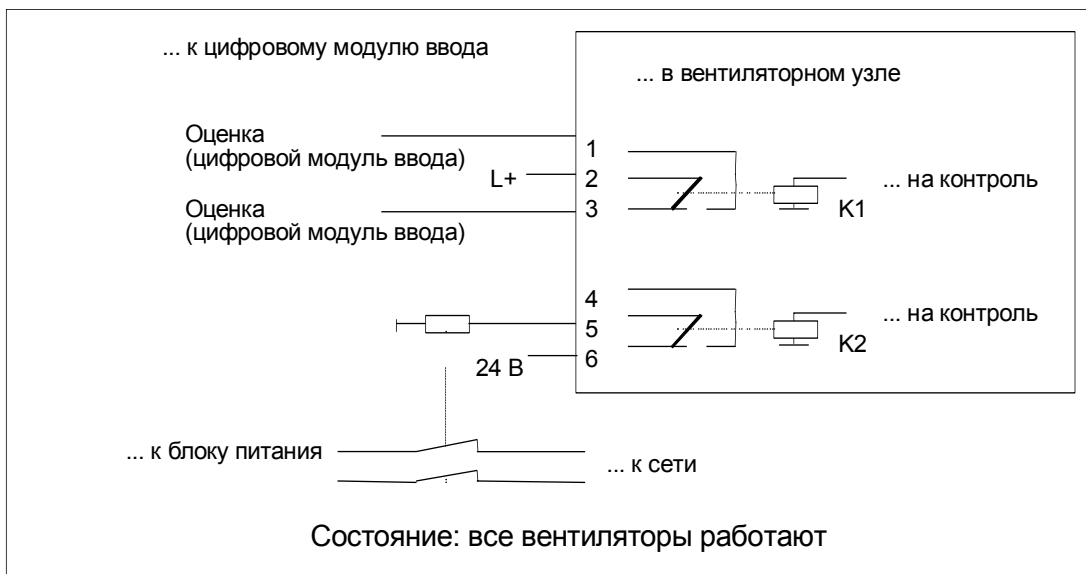 ... к цифровому модулю ввода
... в вентиляторном узле
Оценка
(цифровой модуль ввода)
L+
Оценка
(цифровой модуль ввода)
1
2
3
K1
... на контроль
4
5
6
24 В
K2
... на контроль
... к блоку питания
... к сети
Состояние: все вентиляторы работают